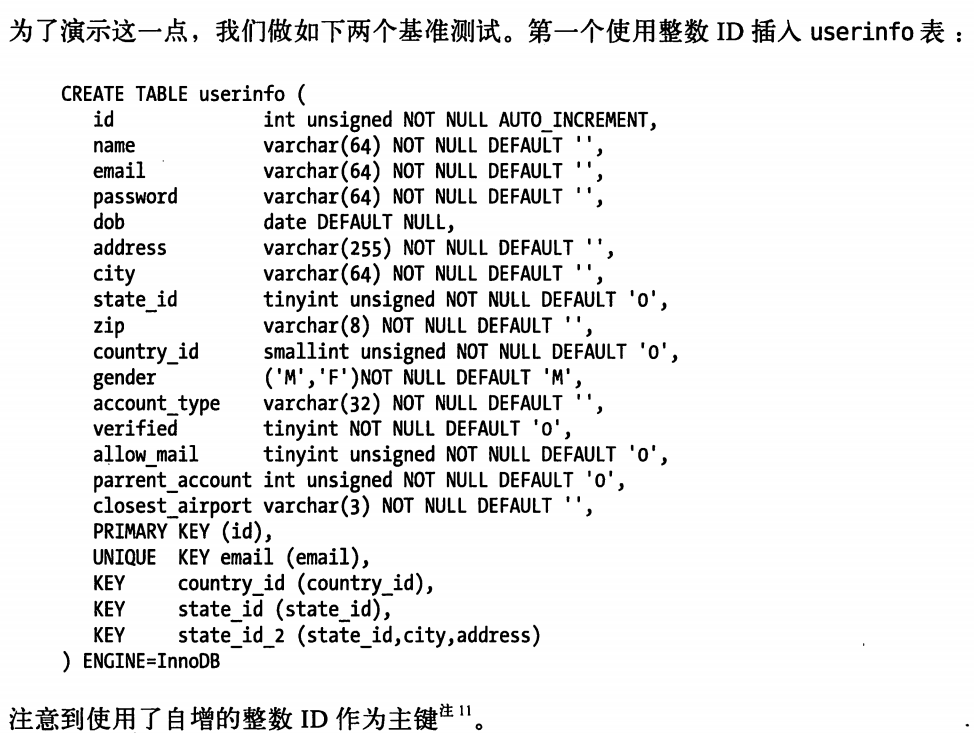 为了演示这一点，我们做如下两个基准测试。第一个使用整数 ID 插入 userinfo 表：
CREATE TABLE userinfo (
id int unsigned NOT NULL AUTO_INCREMENT,
name varchar(64) NOT NULL DEFAULT '',
email varchar(64) NOT NULL DEFAULT '',
password varchar(64) NOT NULL DEFAULT '',
dob date DEFAULT NULL,
address varchar(255) NOT NULL DEFAULT '',
city varchar(64) NOT NULL DEFAULT '',
state_id tinyint unsigned NOT NULL DEFAULT '0',
zip varchar(8) NOT NULL DEFAULT '',
country_id smallint unsigned NOT NULL DEFAULT '0',
gender ('M','F')NOT NULL DEFAULT 'M',
account_type varchar(32) NOT NULL DEFAULT '',
verified tinyint NOT NULL DEFAULT '0',
allow_mail tinyint unsigned NOT NULL DEFAULT '0',
parrent_account int unsigned NOT NULL DEFAULT '0',
closest_airport varchar(3) NOT NULL DEFAULT '',
PRIMARY KEY (id),
UNIQUE KEY email (email),
KEY country_id (country_id),
KEY state_id (state_id),
KEY state_id_2 (state_id,city,address)
) ENGINE=InnoDB
注意到使用了自增的整数 ID 作为主键注11。